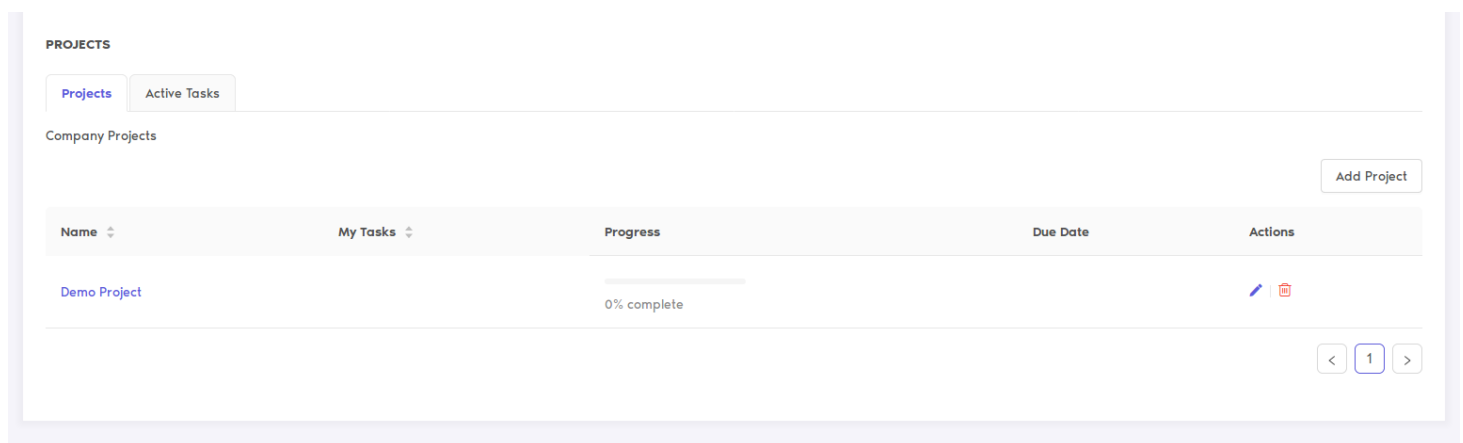 PROJECTS
Projects Active Tasks
Company Projects
Add Project
Name My Tasks Progress Due Date Actions
Demo Project
0% complete
< 1 >